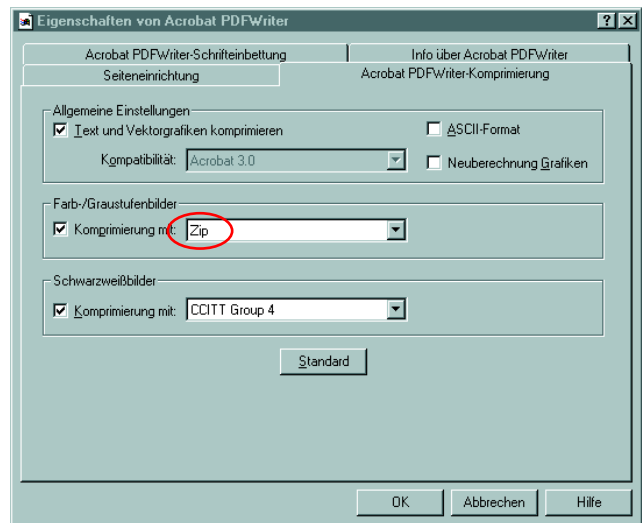 Eigenschaften von Acrobat PDFWriter
Acrobat PDFWriter-Schrifteinbettung Info über Acrobat PDFWriter
Seiteneinrichtung Acrobat PDFWriter-Komprimierung
Allgemeine Einstellungen
Text und Vektorgrafiken komprimieren ASCII-Format
Kompatibilität: Acrobat 3.0 Neuberechnung Grafiken
Farb-/Graustufenbilder
Komprimierung mit: Zip
Schwarzweißbilder
Komprimierung mit: CCITT Group 4
Standard
OK Abbrechen Hilfe